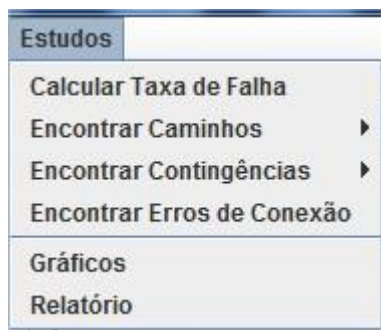 Estudos
Calcular Taxa de Falha
Encontrar Caminhos
Encontrar Contingências
Encontrar Erros de Conexão
Gráficos
Relatório